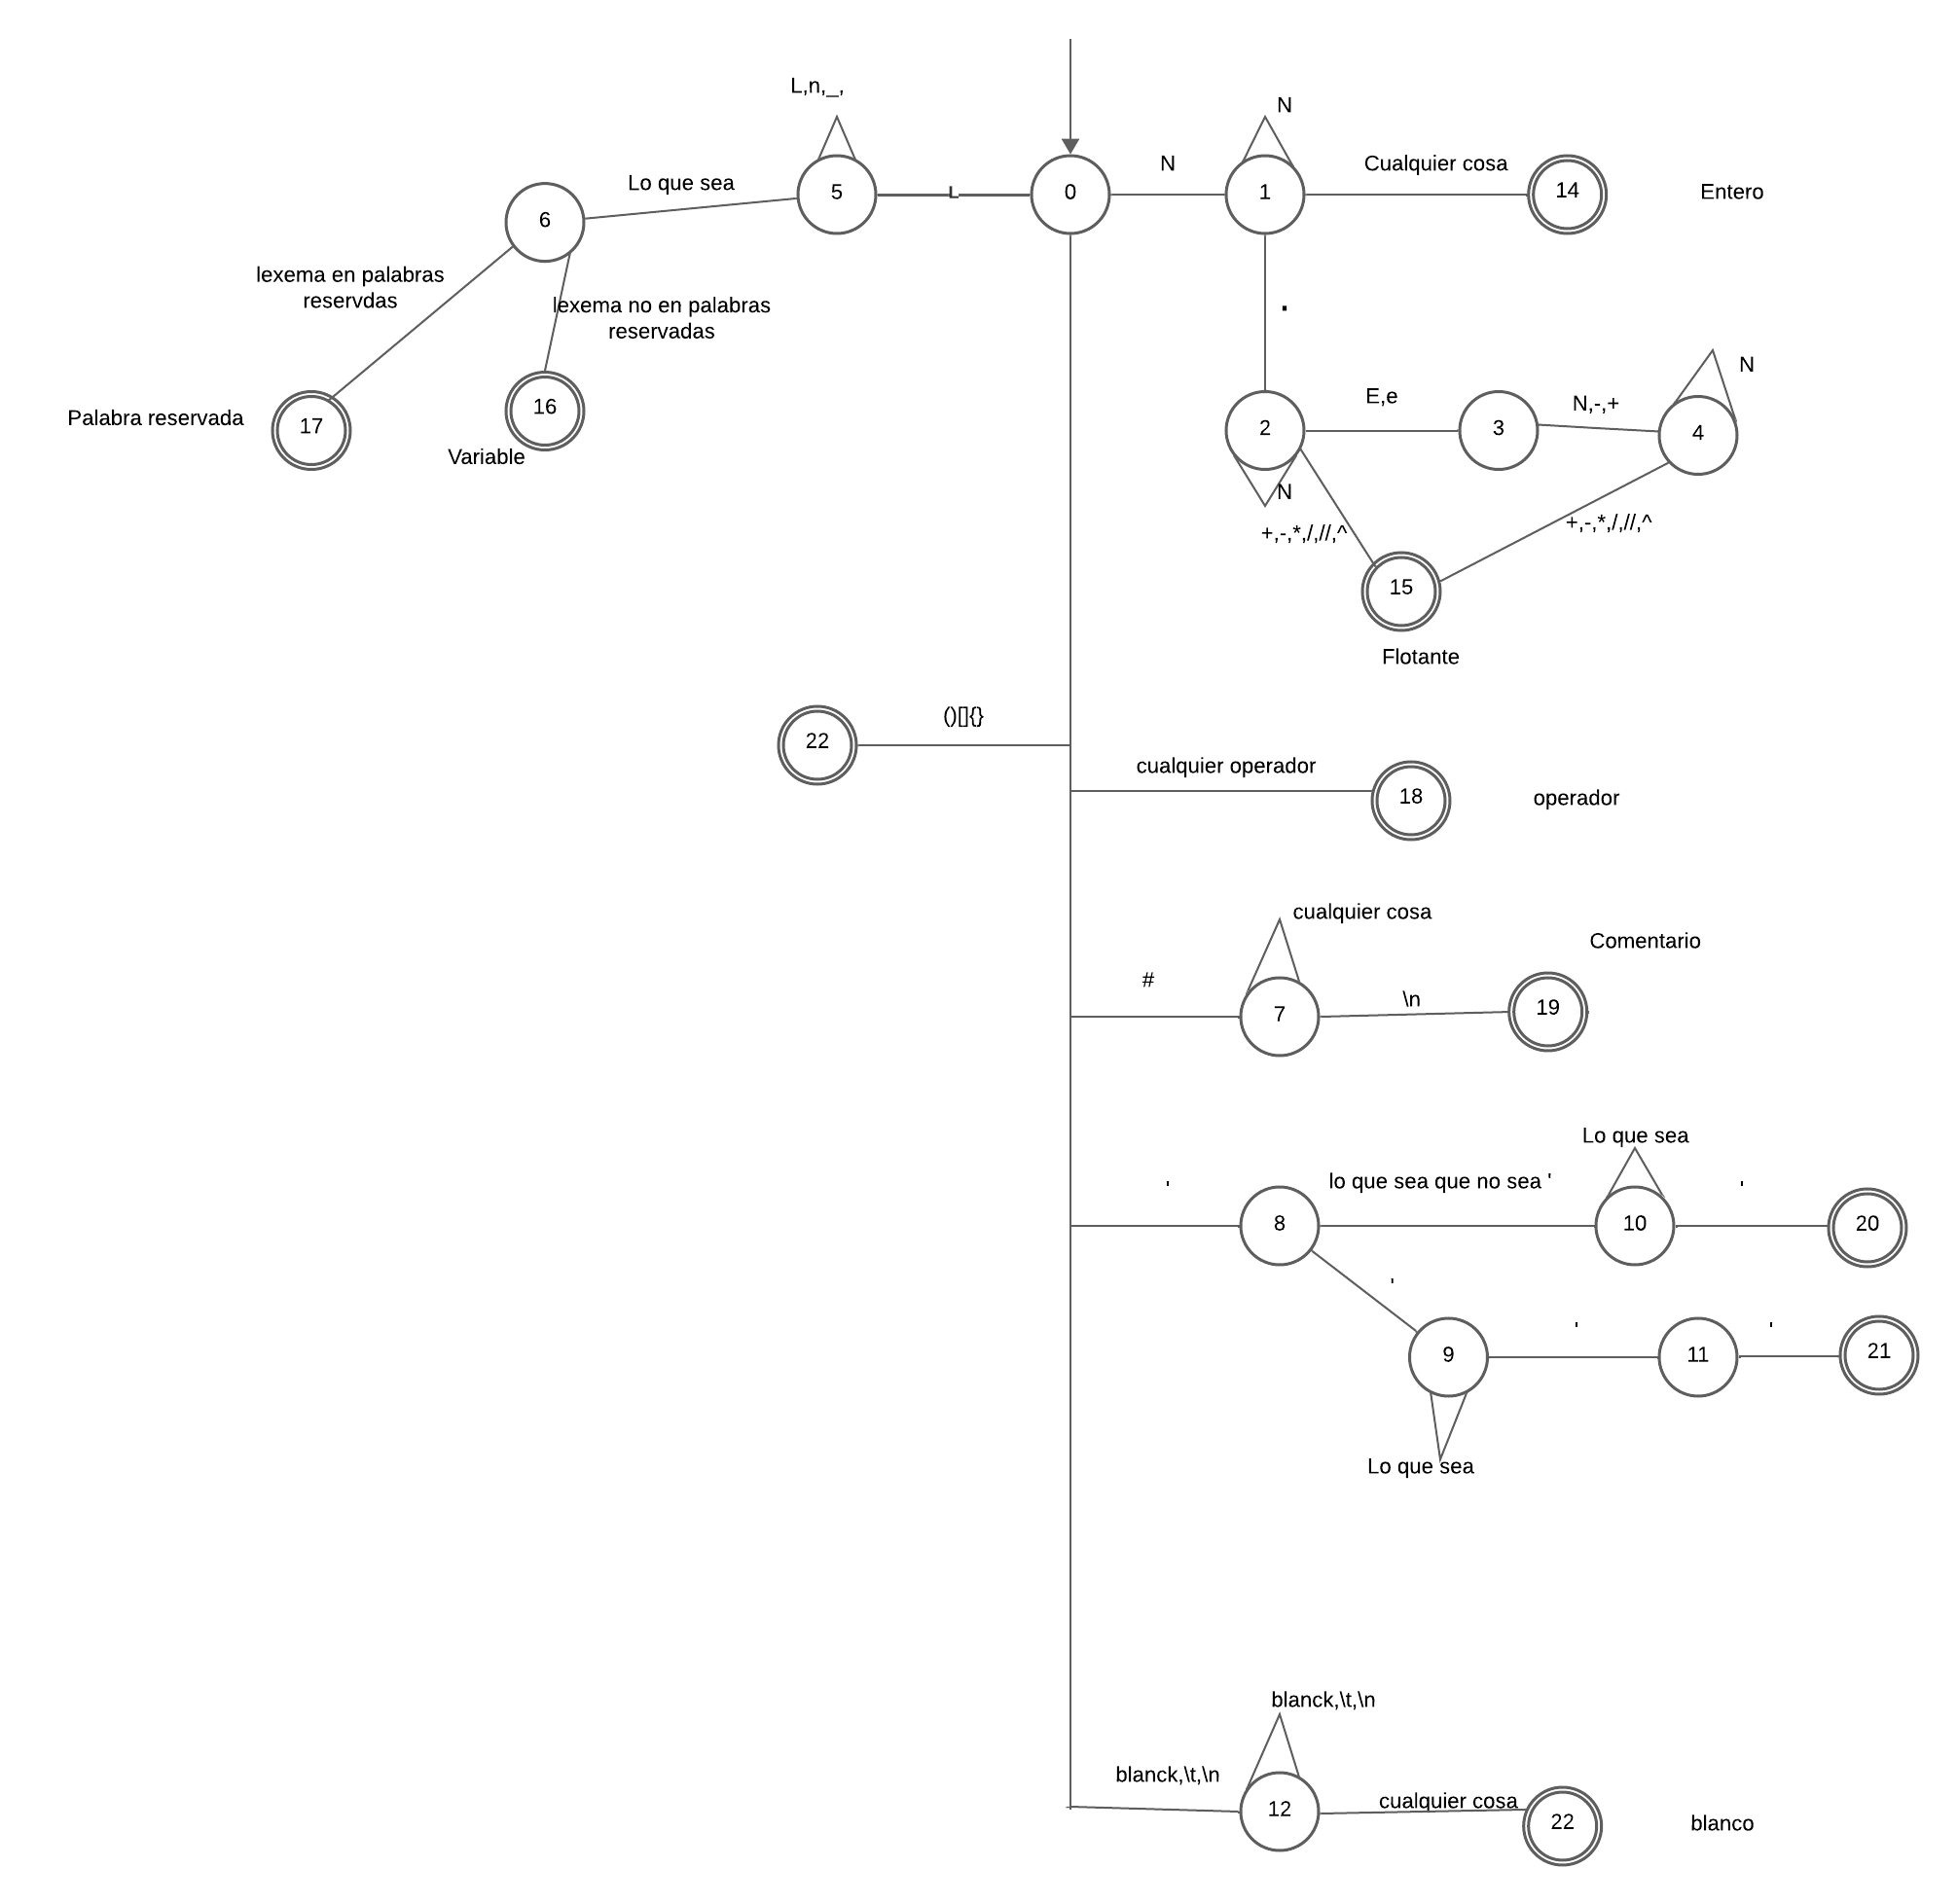 L,n,_,
N
N
Cualquier cosa
Entero
Lo que sea
5
L
0
1
14
6
lexema en palabras
reservdas
lexema no en palabras
reservadas
.
17
16
Palabra reservada
Variable
E,e
N,-,+
N
2
3
4
N
+,-,*,/,//,^
+,-,*,/,//,^
15
Flotante
22
()[]{}
cualquier operador
18
operador
cualquier cosa
Comentario
#
7
\n
19
Lo que sea
'
lo que sea que no sea '
'
8
10
20
'
9
'
11
'
21
Lo que sea
blanck,\t,\n
blanck,\t,\n
12
cualquier cosa
22
blanco